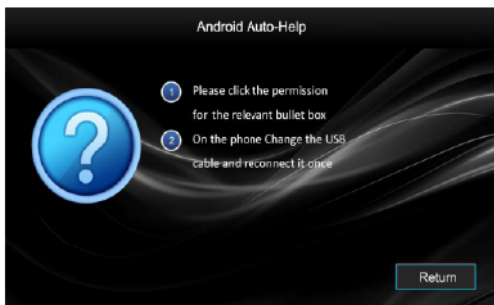 Android Auto-Help
1 Please click the permission
for the relevant bullet box
2 On the phone Change the USB
cable and reconnect it once
?
Return